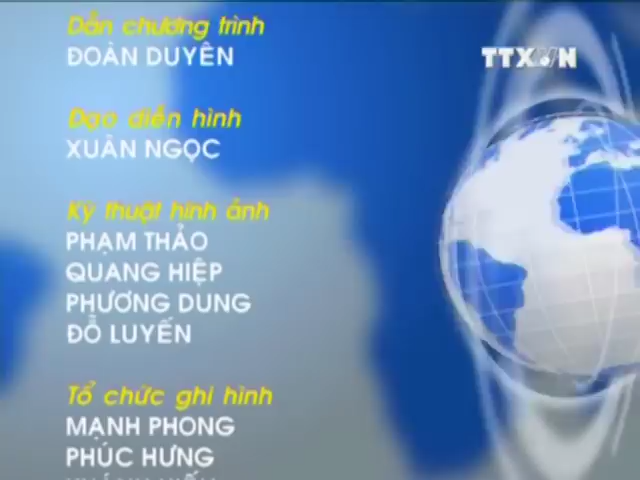 Dẫn chương trình
ĐOÀN DUYÊN
TTXVN
Đạo diễn hình
XUÂN NGỌC
Kỹ thuật hình ảnh
PHẠM THẢO
QUANG HIỆP
PHƯƠNG DUNG
ĐỖ LUYẾN
Tổ chức ghi hình
MẠNH PHONG
PHÚC HƯNG